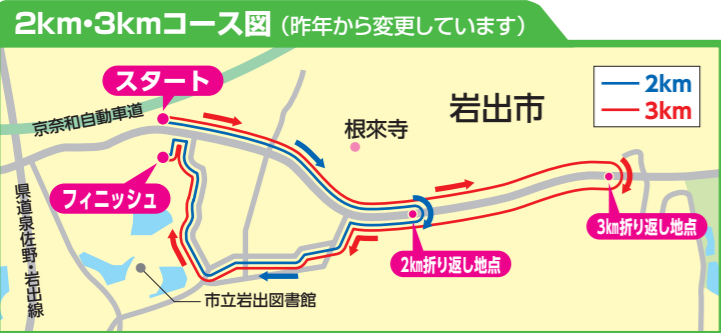 2km・3kmコース図（昨年から変更しています）
スタート
2km
3km
岩出市
京奈和自動車道
根來寺
フィニッシュ
県道泉佐野・岩出線
3km折り返し地点
2km折り返し地点
市立岩出図書館